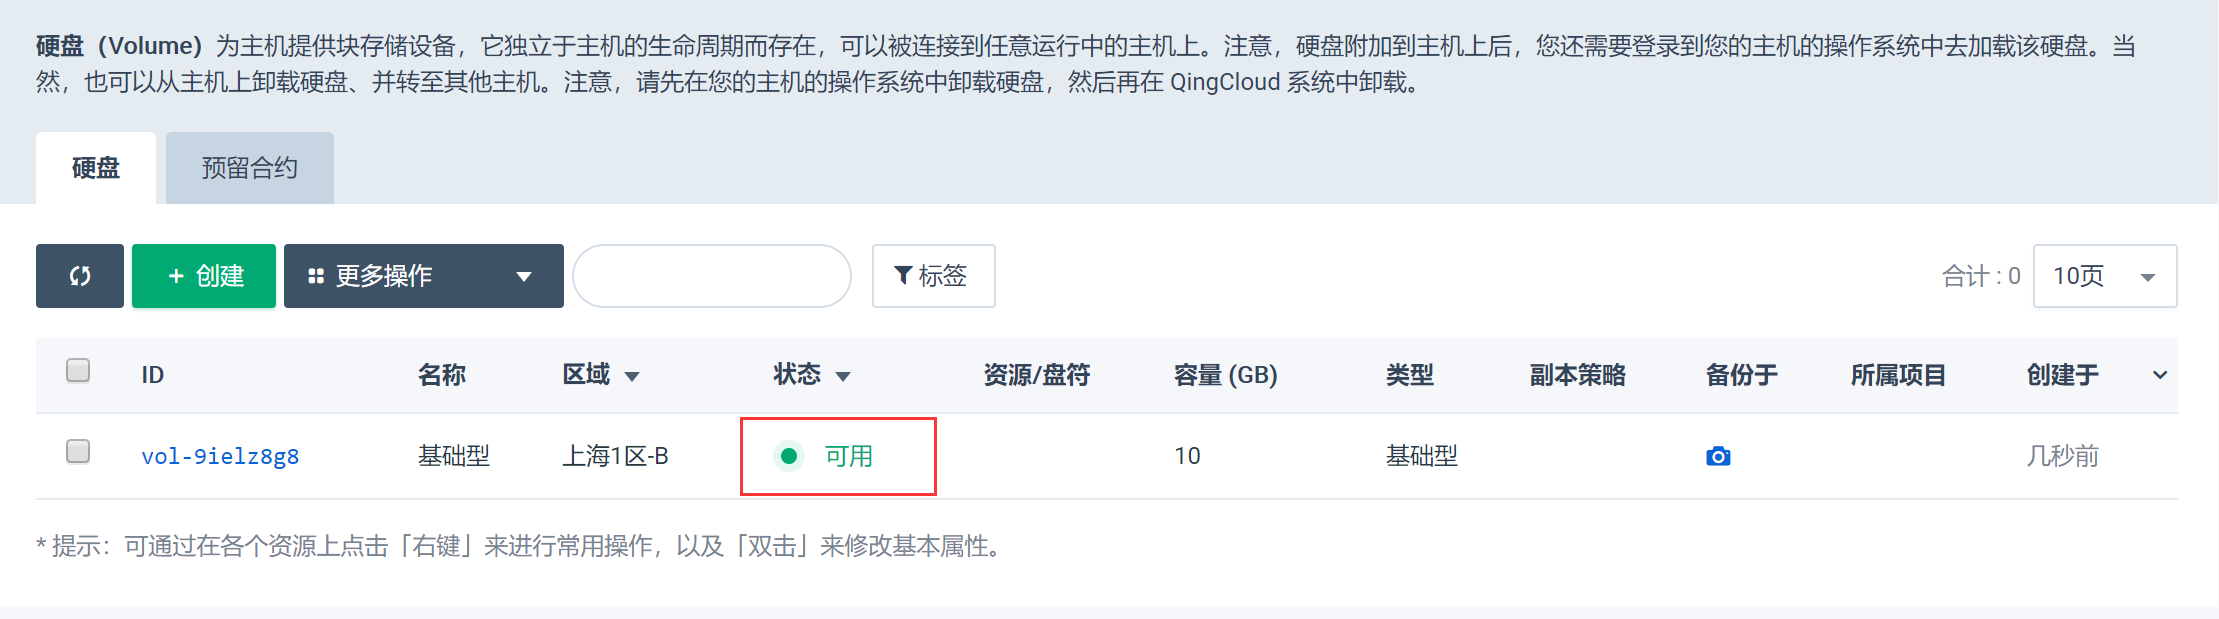 硬盘（Volume）为主机提供块存储设备，它独立于主机的生命周期而存在，可以被连接到任意运行中的主机上。注意，硬盘附加到主机上后，您还需要登录到您的主机的操作系统中去加载该硬盘。当
然，也可以从主机上卸载硬盘、并转至其他主机。注意，请先在您的主机的操作系统中卸载硬盘，然后再在 QingCloud 系统中卸载。
硬盘 预留合约
+ 创建 更多操作 标签 合计 : 0 10页
ID 名称 区域 状态 资源/盘符 容量 (GB) 类型 副本策略 备份于 所属项目 创建于
vol-9ielz8g8 基础型 上海1区-B 可用 10 基础型 几秒前
* 提示：可通过在各个资源上点击「右键」来进行常用操作，以及「双击」来修改基本属性。